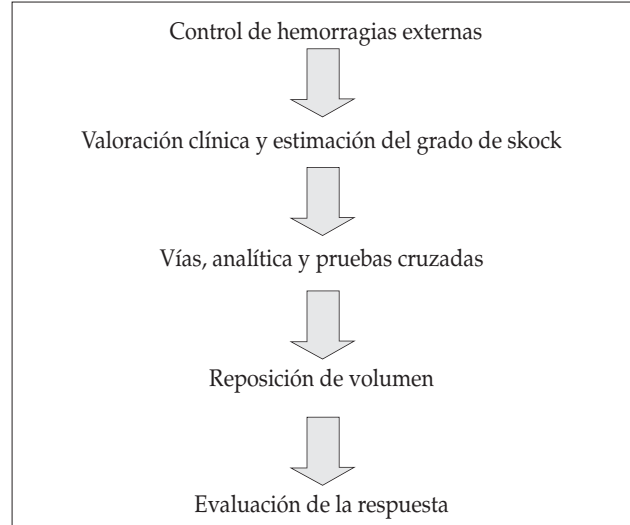 Control de hemorragias externas
Valoración clínica y estimación del grado de skock
Vías, analítica y pruebas cruzadas
Reposición de volumen
Evaluación de la respuesta